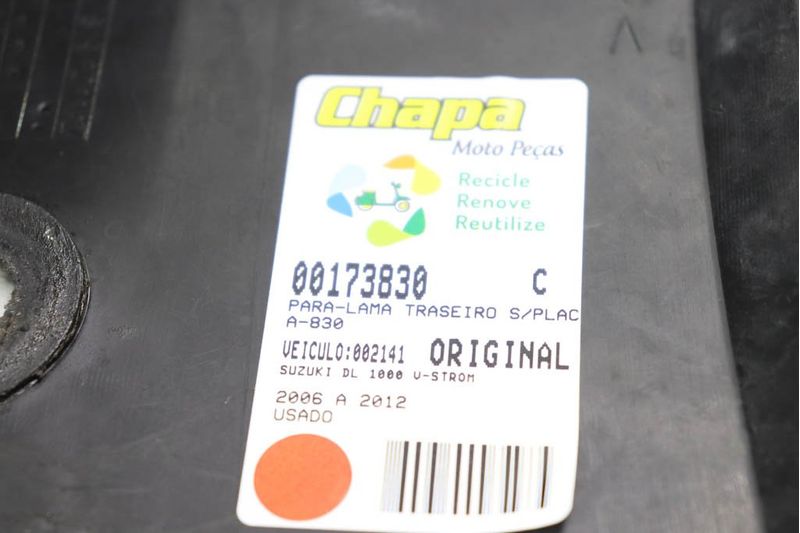 Chapa
Moto Peças
Recicle
Renove
Reutilize
00173830 C
PARA-LAMA TRASEIRO S/PLAC
A-830
VEICULO:002141 ORIGINAL
SUZUKI DL 1000 V-STROM
2006 A 2012
USADO